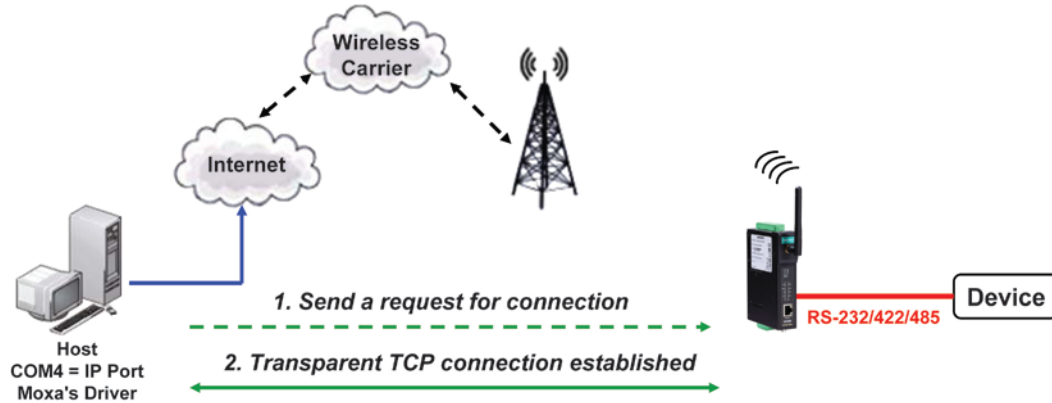 Wireless
Carrier
Internet
1. Send a request for connection
RS-232/422/485
Device
2. Transparent TCP connection established
Host
COM4 = IP Port
Moxa's Driver